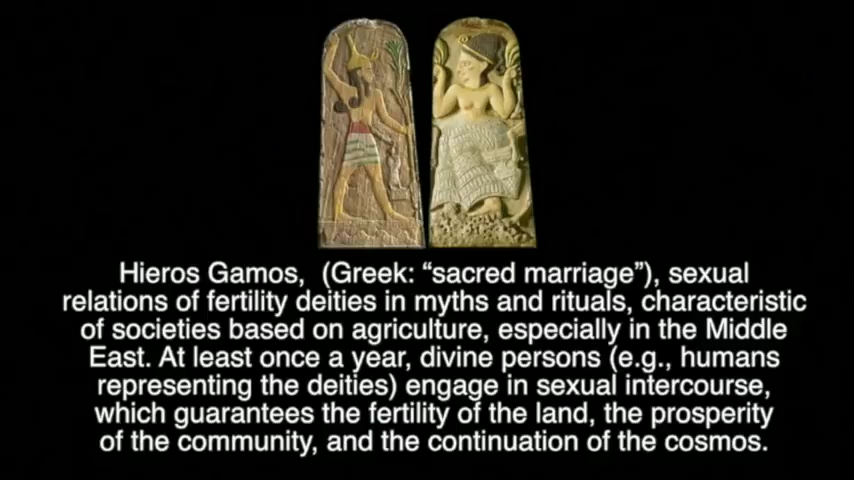 Hieros Gamos, (Greek: “sacred marriage”), sexual
relations of fertility deities in myths and rituals, characteristic
of societies based on agriculture, especially in the Middle
East. At least once a year, divine persons (e.g., humans
representing the deities) engage in sexual intercourse,
which guarantees the fertility of the land, the prosperity
of the community, and the continuation of the cosmos.